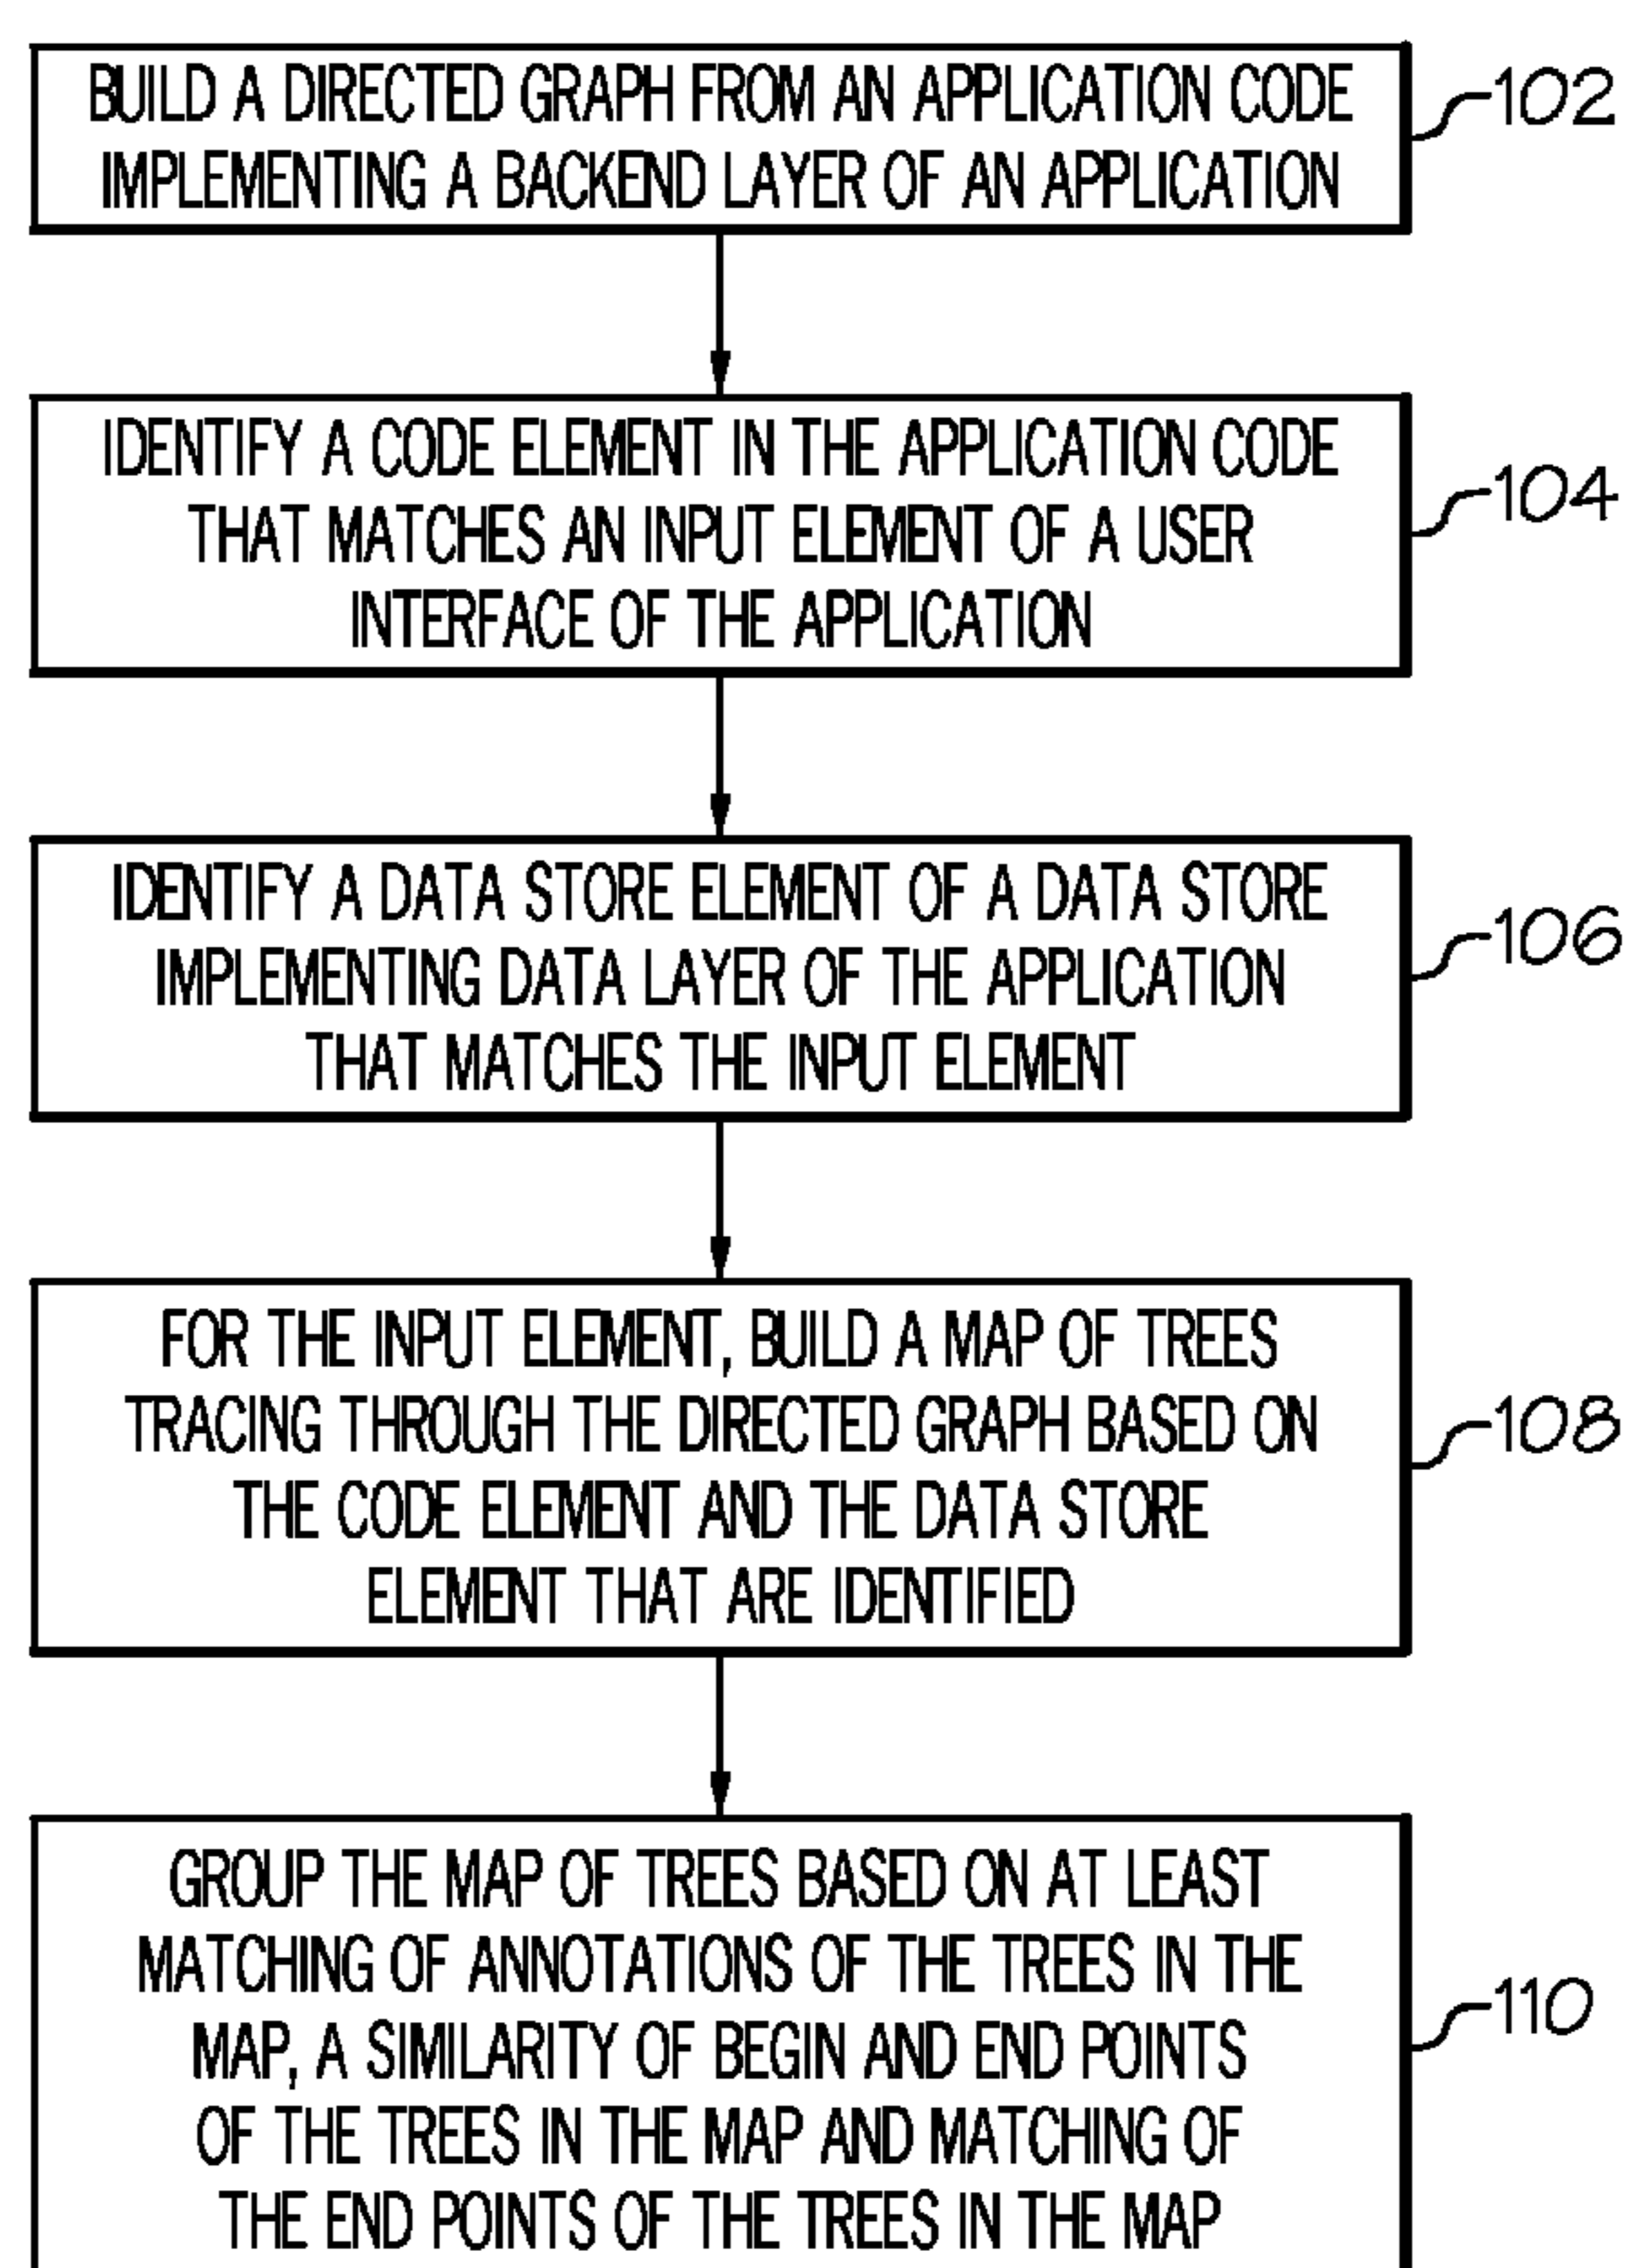 BUILD A DIRECTED GRAPH FROM AN APPLICATION CODE
IMPLEMENTING A BACKEND LAYER OF AN APPLICATION
102
IDENTIFY A CODE ELEMENT IN THE APPLICATION CODE
THAT MATCHES AN INPUT ELEMENT OF A USER
INTERFACE OF THE APPLICATION
104
IDENTIFY A DATA STORE ELEMENT OF A DATA STORE
IMPLEMENTING DATA LAYER OF THE APPLICATION
THAT MATCHES THE INPUT ELEMENT
106
FOR THE INPUT ELEMENT, BUILD A MAP OF TREES
TRACING THROUGH THE DIRECTED GRAPH BASED ON
THE CODE ELEMENT AND THE DATA STORE
ELEMENT THAT ARE IDENTIFIED
108
GROUP THE MAP OF TREES BASED ON AT LEAST
MATCHING OF ANNOTATIONS OF THE TREES IN THE
MAP, A SIMILARITY OF BEGIN AND END POINTS
OF THE TREES IN THE MAP AND MATCHING OF
THE END POINTS OF THE TREES IN THE MAP
110